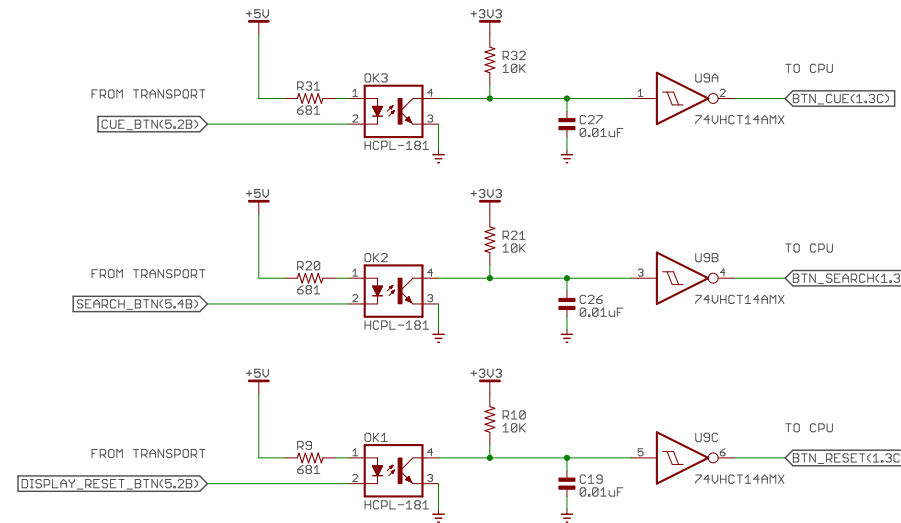 +5V
+3V3
R32
10K
OK3
U9A
TO CPU
R31
681
FROM TRANSPORT
1
4
1
2
BTN_CUE(1.3C)
CUE_BTN(5.2B)
2
3
C27
0.01uF
74VHCT14AMX
HCPL-181
+5V
+3V3
R21
10K
OK2
U9B
TO CPU
R20
681
FROM TRANSPORT
1
4
3
4
BTN_SEARCH(1.3
SEARCH_BTN(5.4B)
2
3
C26
0.01uF
74VHCT14AMX
HCPL-181
+5V
+3V3
R10
10K
OK1
U9C
TO CPU
R9
681
FROM TRANSPORT
1
4
5
6
BTN_RESET(1.3C
DISPLAY_RESET_BTN(5.2B)
2
3
C19
0.01uF
74VHCT14AMX
HCPL-181